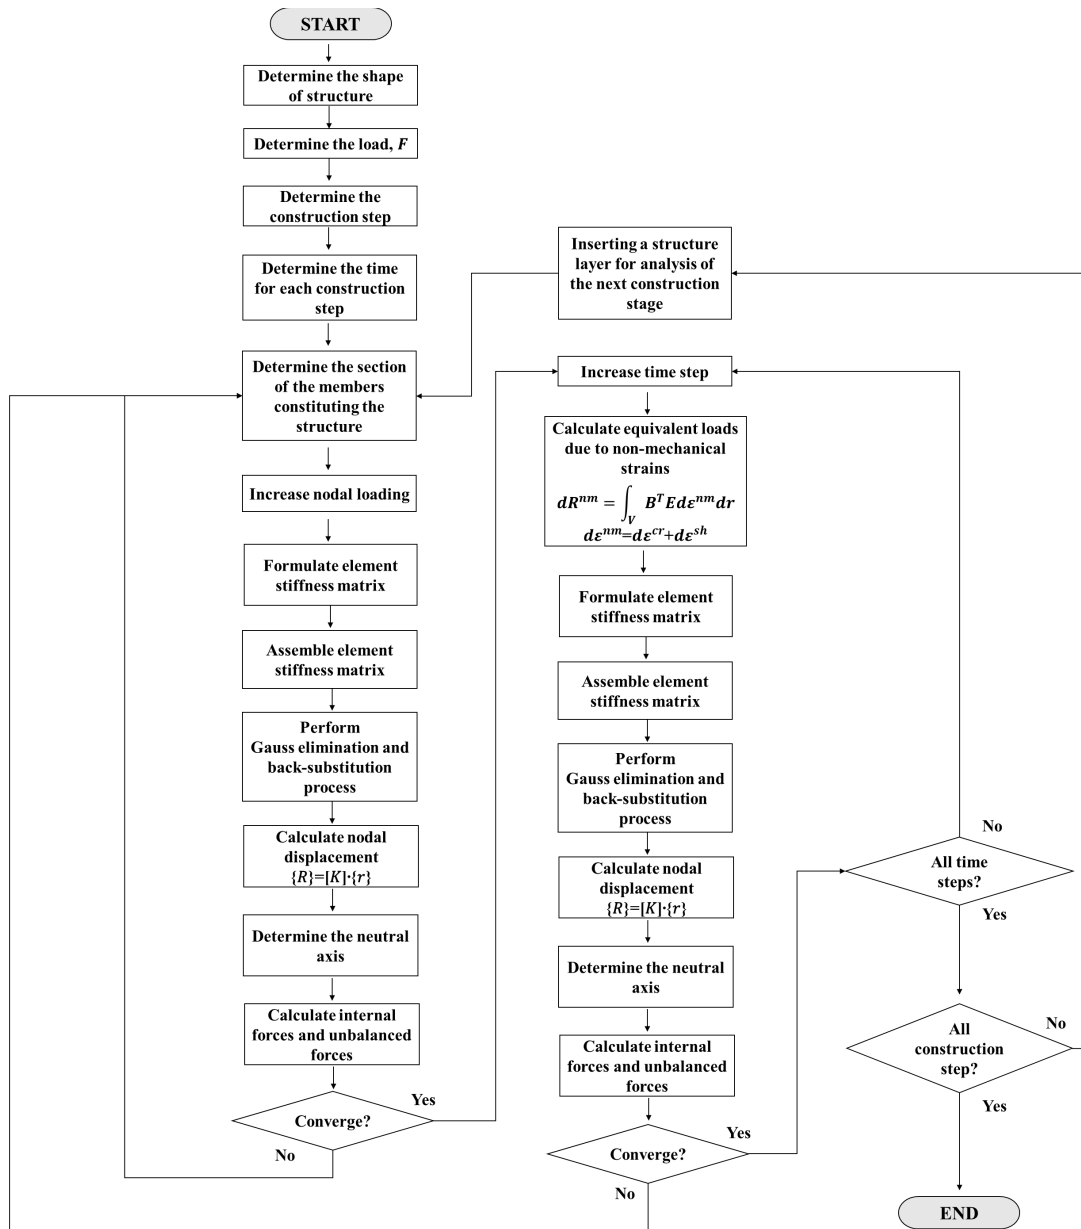 START
Determine the shape
of structure
Determine the load, F
Determine the
construction step
Determine the time
for each construction
step
Determine the section
of the members
constituting the
structure
Increase nodal loading
Formulate element
stiffness matrix
Assemble element
stiffness matrix
Perform
Gauss elimination and
back-substitution
process
Calculate nodal
displacement
{R}=[K]·{r}
Determine the neutral
axis
Calculate internal
forces and unbalanced
forces
Converge?
Yes
No
Inserting a structure
layer for analysis of
the next construction
stage
Increase time step
Calculate equivalent loads
due to non-mechanical
strains
dR^{nm} = ∫_V B^T E dε^{nm} dr
dε^{nm}=dε^{cr}+dε^{sh}
Formulate element
stiffness matrix
Assemble element
stiffness matrix
Perform
Gauss elimination and
back-substitution
process
Calculate nodal
displacement
{R}=[K]·{r}
Determine the neutral
axis
Calculate internal
forces and unbalanced
forces
Converge?
Yes
No
No
All time
steps?
Yes
All
construction
step?
No
Yes
END